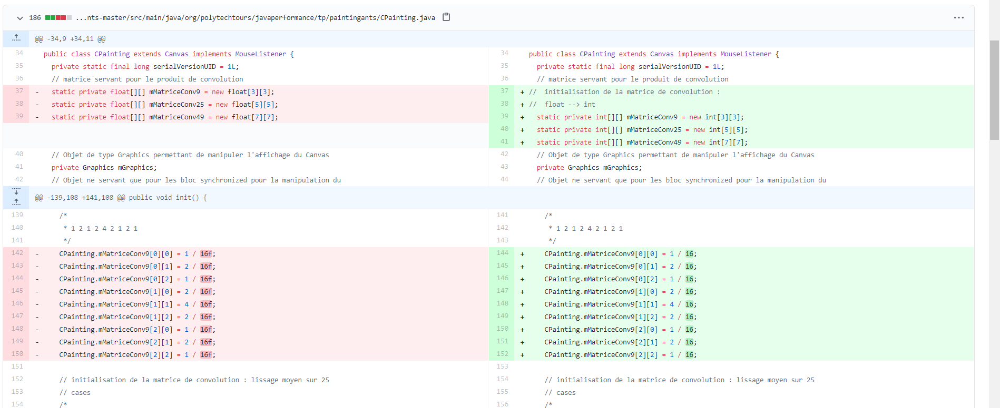 186 ...nts-master/src/main/java/org/polytechtours/javaperformance/tp/paintingants/CPainting.java ...
@@ -34,9 +34,11 @@
34 public class CPainting extends Canvas implements MouseListener {
35 private static final long serialVersionUID = 1L;
36 // matrice servant pour le produit de convolution
37 - static private float[][] mMatriceConv9 = new float[3][3];
38 - static private float[][] mMatriceConv25 = new float[5][5];
39 - static private float[][] mMatriceConv49 = new float[7][7];
40 // Objet de type Graphics permettant de manipuler l'affichage du Canvas
41 private Graphics mGraphics;
42 // Objet ne servant que pour les bloc synchronized pour la manipulation du
34 public class CPainting extends Canvas implements MouseListener {
35 private static final long serialVersionUID = 1L;
36 // matrice servant pour le produit de convolution
37 + // initialisation de la matrice de convolution :
38 + // float --> int
39 + static private int[][] mMatriceConv9 = new int[3][3];
40 + static private int[][] mMatriceConv25 = new int[5][5];
41 + static private int[][] mMatriceConv49 = new int[7][7];
42 // Objet de type Graphics permettant de manipuler l'affichage du Canvas
43 private Graphics mGraphics;
44 // Objet ne servant que pour les bloc synchronized pour la manipulation du
@@ -139,108 +141,108 @@ public void init() {
139 /*
140 * 1 2 1 2 4 2 1 2 1
141 */
142 - CPainting.mMatriceConv9[0][0] = 1 / 16f;
143 - CPainting.mMatriceConv9[0][1] = 2 / 16f;
144 - CPainting.mMatriceConv9[0][2] = 1 / 16f;
145 - CPainting.mMatriceConv9[1][0] = 2 / 16f;
146 - CPainting.mMatriceConv9[1][1] = 4 / 16f;
147 - CPainting.mMatriceConv9[1][2] = 2 / 16f;
148 - CPainting.mMatriceConv9[2][0] = 1 / 16f;
149 - CPainting.mMatriceConv9[2][1] = 2 / 16f;
150 - CPainting.mMatriceConv9[2][2] = 1 / 16f;
151
152 // initialisation de la matrice de convolution : lissage moyen sur 25
153 // cases
154 /*
141 /*
142 * 1 2 1 2 4 2 1 2 1
143 */
144 + CPainting.mMatriceConv9[0][0] = 1 / 16;
145 + CPainting.mMatriceConv9[0][1] = 2 / 16;
146 + CPainting.mMatriceConv9[0][2] = 1 / 16;
147 + CPainting.mMatriceConv9[1][0] = 2 / 16;
148 + CPainting.mMatriceConv9[1][1] = 4 / 16;
149 + CPainting.mMatriceConv9[1][2] = 2 / 16;
150 + CPainting.mMatriceConv9[2][0] = 1 / 16;
151 + CPainting.mMatriceConv9[2][1] = 2 / 16;
152 + CPainting.mMatriceConv9[2][2] = 1 / 16;
153
154 // initialisation de la matrice de convolution : lissage moyen sur 25
155 // cases
156 /*